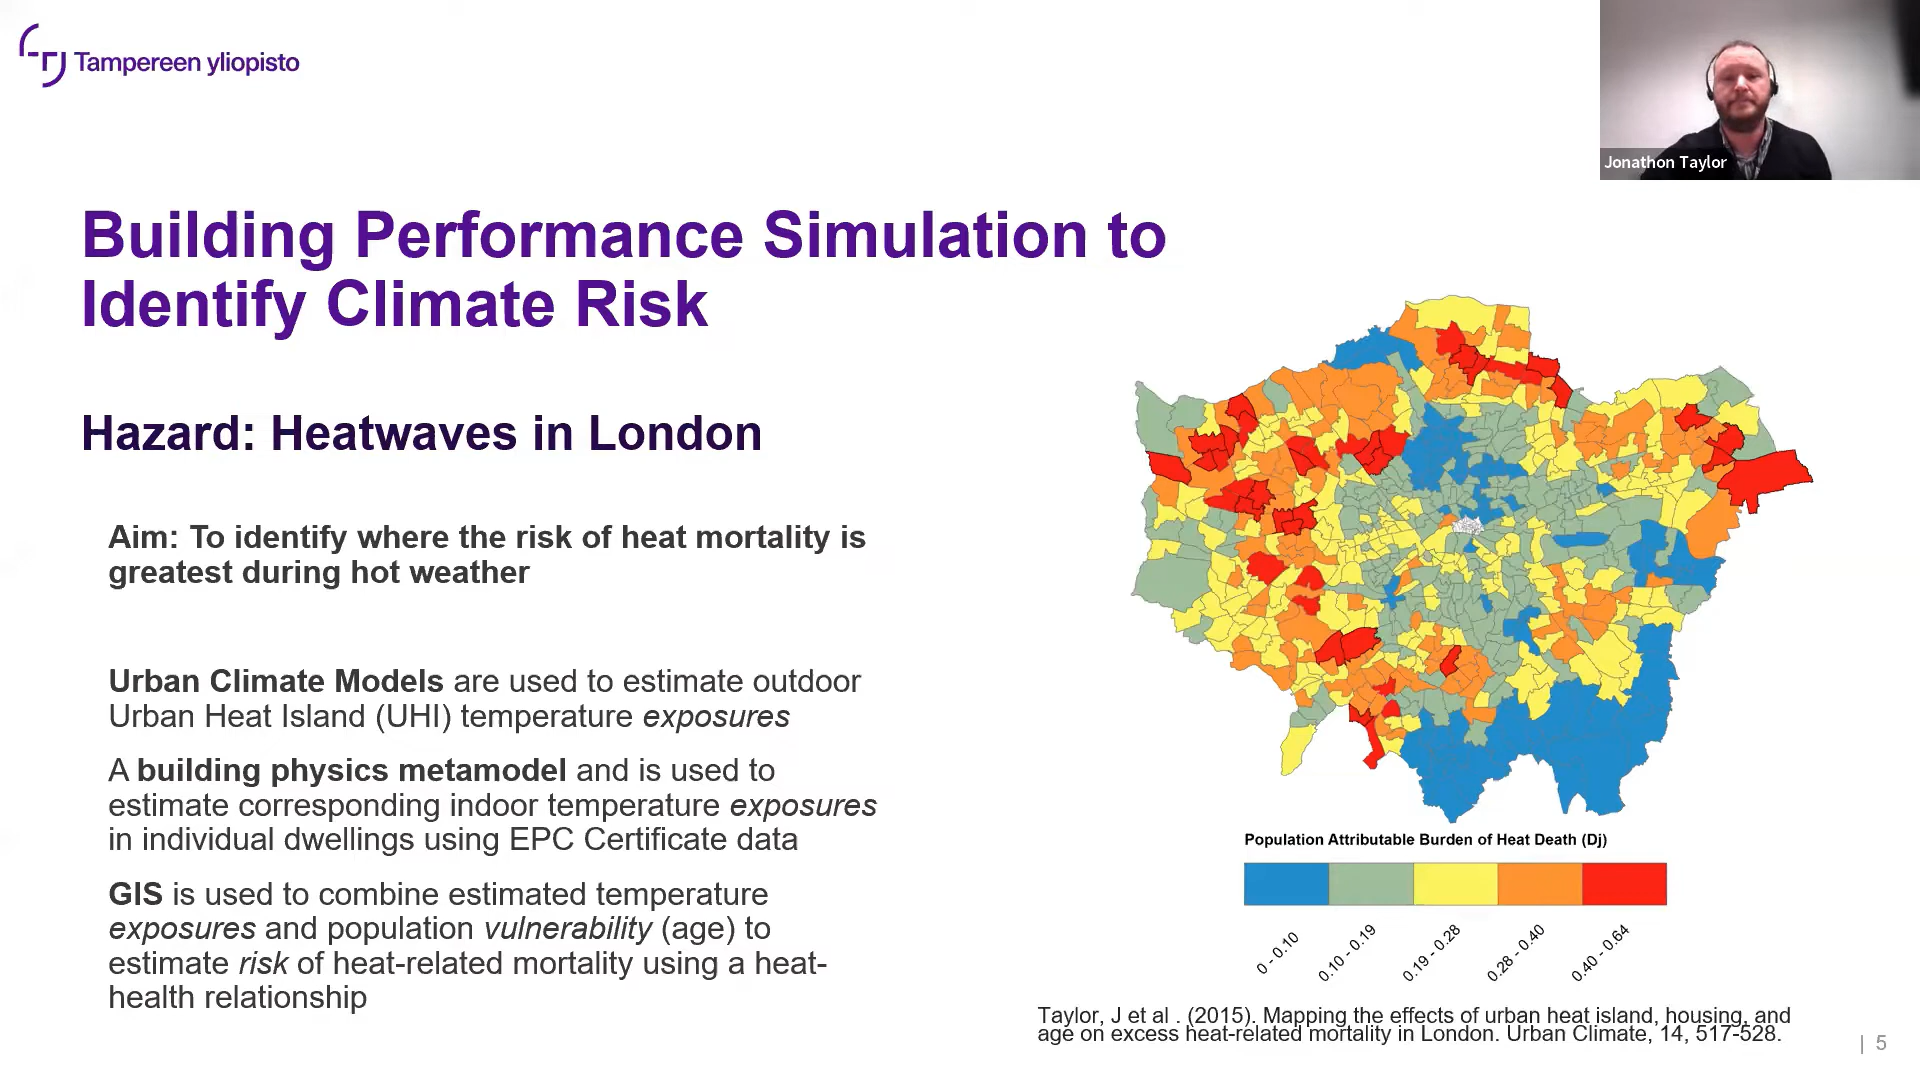 Tampereen yliopisto
Jonathon Taylor
Building Performance Simulation to
Identify Climate Risk
Hazard: Heatwaves in London
Aim: To identify where the risk of heat mortality is
greatest during hot weather
Urban Climate Models are used to estimate outdoor
Urban Heat Island (UHI) temperature exposures
A building physics metamodel and is used to
estimate corresponding indoor temperature exposures
in individual dwellings using EPC Certificate data
GIS is used to combine estimated temperature
exposures and population vulnerability (age) to
estimate risk of heat-related mortality using a heat-
health relationship
Population Attributable Burden of Heat Death (Dj)
0 - 0.10
0.10 - 0.19
0.19 - 0.28
0.28 - 0.40
0.40 - 0.64
Taylor, J et al . (2015). Mapping the effects of urban heat island, housing, and
age on excess heat-related mortality in London. Urban Climate, 14, 517-528.
| 5